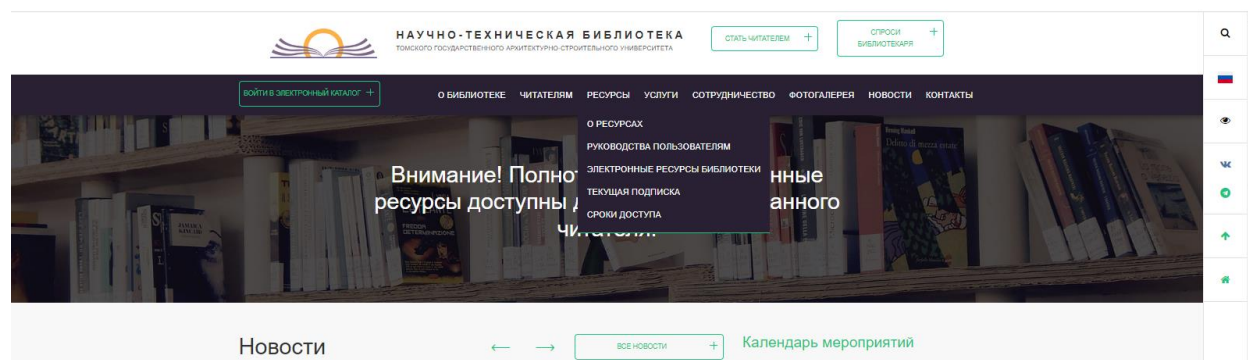 НАУЧНО-ТЕХНИЧЕСКАЯ БИБЛИОТЕКА
ТОМСКОГО ГОСУДАРСТВЕННОГО АРХИТЕКТУРНО-СТРОИТЕЛЬНОГО УНИВЕРСИТЕТА
СТАТЬ ЧИТАТЕЛЕМ +
СПРОСИ +
БИБЛИОТЕКАРЯ
ВОЙТИ В ЭЛЕКТРОННЫЙ КАТАЛОГ +
О БИБЛИОТЕКЕ ЧИТАТЕЛЯМ РЕСУРСЫ УСЛУГИ СОТРУДНИЧЕСТВО ФОТОГАЛЕРЕЯ НОВОСТИ КОНТАКТЫ
О РЕСУРСАХ
РУКОВОДСТВА ПОЛЬЗОВАТЕЛЯМ
ЭЛЕКТРОННЫЕ РЕСУРСЫ БИБЛИОТЕКИ
ТЕКУЩАЯ ПОДПИСКА
СРОКИ ДОСТУПА
Внимание! нные
ресурсы доступны анного
Новости
ВСЕ НОВОСТИ +
Календарь мероприятий